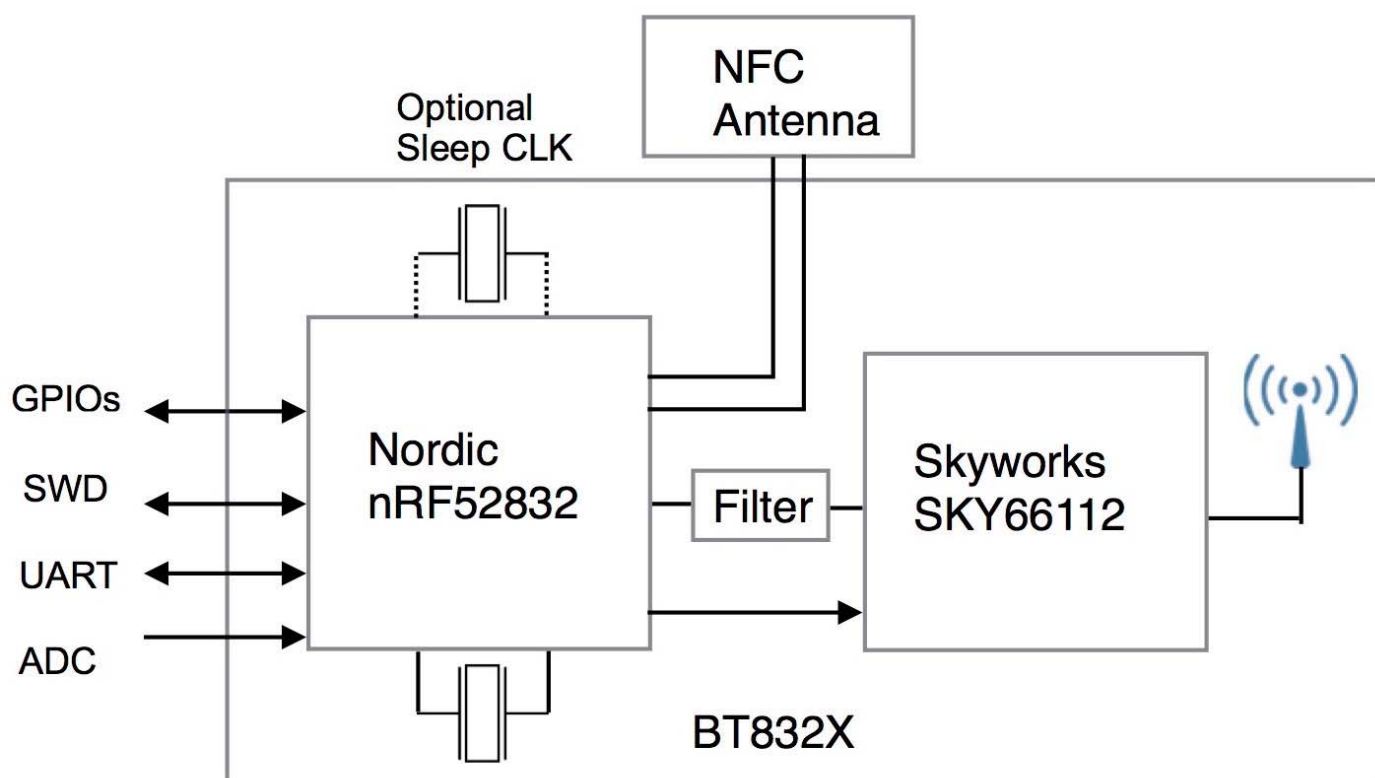 NFC
Antenna
Optional
Sleep CLK
GPIOs
SWD
UART
ADC
Nordic
nRF52832
Filter
Skyworks
SKY66112
BT832X